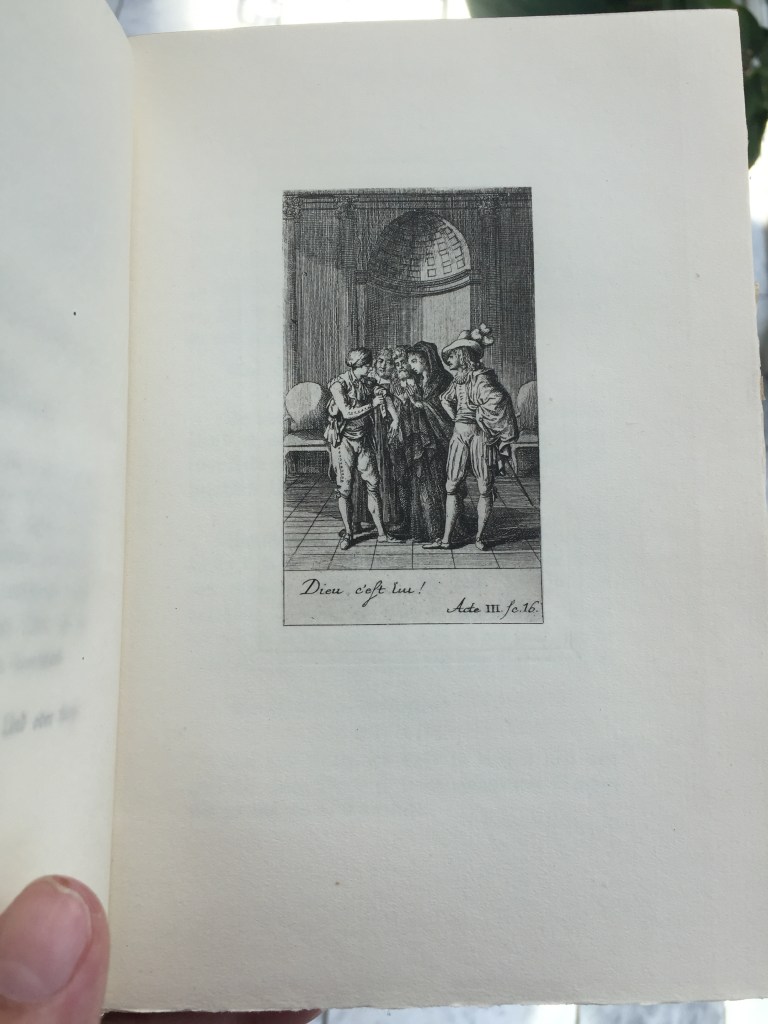 Dieu, c'eſt lui!
Acte III. ſc. 16.